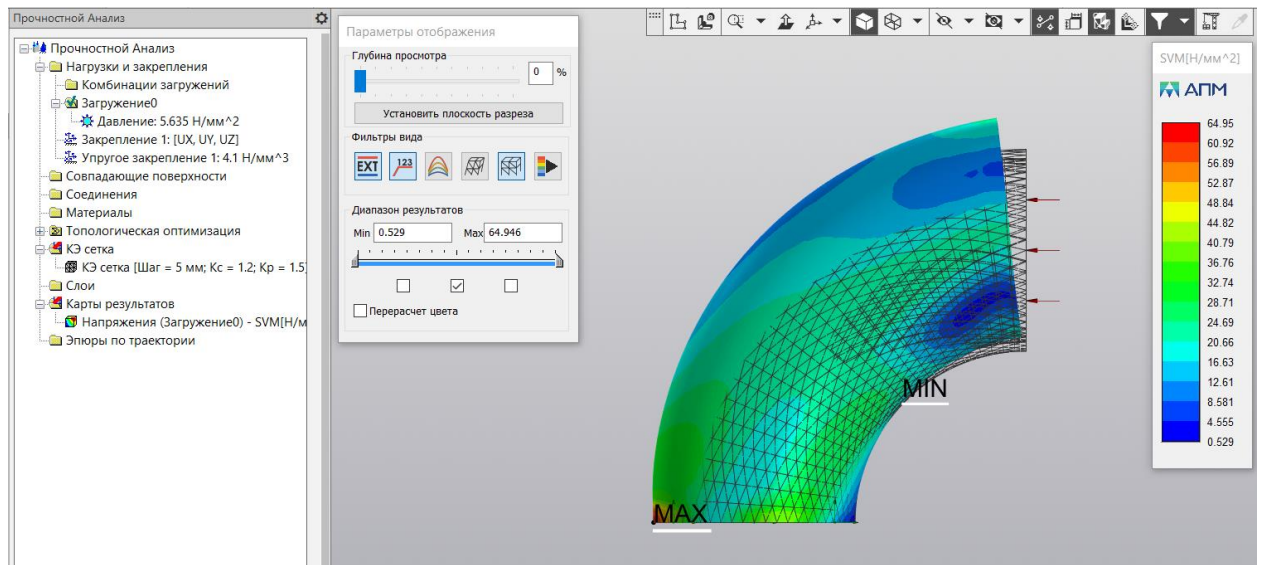 Прочностной Анализ
Прочностной Анализ
Нагрузки и закрепления
Комбинации загружений
Загружение0
Давление: 5.635 Н/мм^2
Закрепление 1: [UX, UY, UZ]
Упругое закрепление 1: 4.1 Н/мм^3
Совпадающие поверхности
Соединения
Материалы
Топологическая оптимизация
КЭ сетка
КЭ сетка [Шаг = 5 мм; Кс = 1.2; Кр = 1.5]
Слои
Карты результатов
Напряжения (Загружение0) - SVM[Н/м
Эпюры по траектории
Параметры отображения
Глубина просмотра
0 %
Установить плоскость разреза
Фильтры вида
EXT 123
Диапазон результатов
Min 0.529 Max 64.946
Перерасчет цвета
MIN
MAX
SVM[Н/мм^2]
АПМ
64.95
60.92
56.89
52.87
48.84
44.82
40.79
36.76
32.74
28.71
24.69
20.66
16.63
12.61
8.581
4.555
0.529